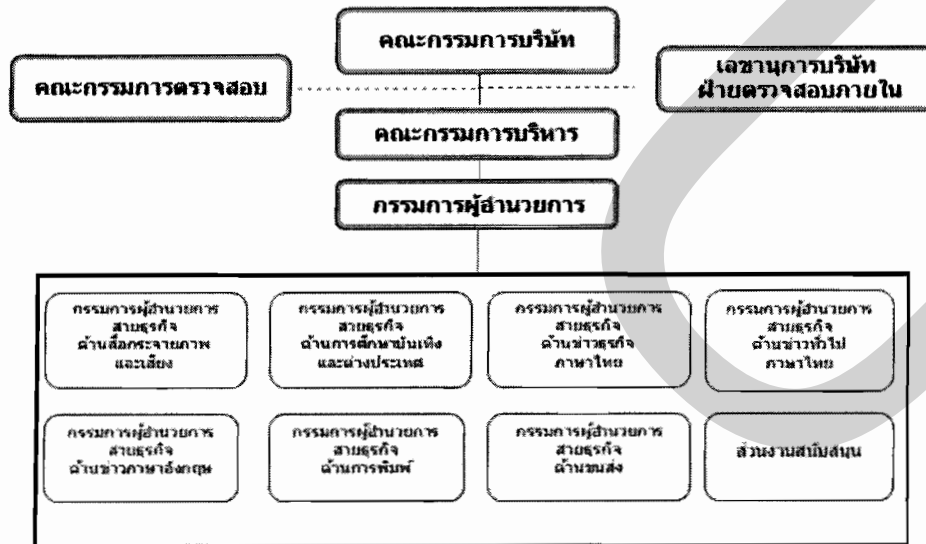 คณะกรรมการบริษัท
คณะกรรมการตรวจสอบ
เลขานุการบริษัท
ฝ่ายตรวจสอบภายใน
คณะกรรมการบริหาร
กรรมการผู้อำนวยการ
กรรมการผู้อำนวยการ
สายธุรกิจ
ด้านสื่อกระจายภาพ
และเสียง
กรรมการผู้อำนวยการ
สายธุรกิจ
ด้านการศึกษาบันเทิง
และต่างประเทศ
กรรมการผู้อำนวยการ
สายธุรกิจ
ด้านข่าวธุรกิจ
ภาษาไทย
กรรมการผู้อำนวยการ
สายธุรกิจ
ด้านข่าวทั่วไป
ภาษาไทย
กรรมการผู้อำนวยการ
สายธุรกิจ
ด้านข่าวภาษาอังกฤษ
กรรมการผู้อำนวยการ
สายธุรกิจ
ด้านการพิมพ์
กรรมการผู้อำนวยการ
สายธุรกิจ
ด้านขนส่ง
ส่วนงานสนับสนุน